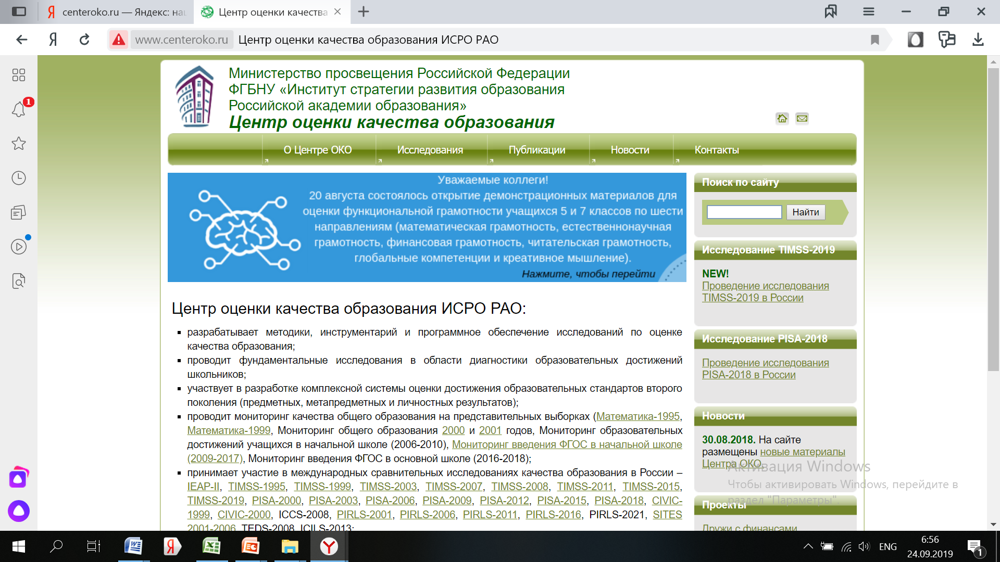 centeroko.ru — Яндекс: наш
Центр оценки качества
1
www.centeroko.ru Центр оценки качества образования ИСРО РАО
Министерство просвещения Российской Федерации
ФГБНУ «Институт стратегии развития образования
Российской академии образования»
Центр оценки качества образования
О Центре ОКО
Исследования
Публикации
Новости
Контакты
Уважаемые коллеги!
20 августа состоялось открытие демонстрационных материалов для
оценки функциональной грамотности учащихся 5 и 7 классов по шести
направлениям (математическая грамотность, естественнонаучная
грамотность, финансовая грамотность, читательская грамотность,
глобальные компетенции и креативное мышление).
Нажмите, чтобы перейти
Центр оценки качества образования ИСРО РАО:
разрабатывает методики, инструментарий и программное обеспечение исследований по оценке
качества образования;
проводит фундаментальные исследования в области диагностики образовательных достижений
школьников;
участвует в разработке комплексной системы оценки достижения образовательных стандартов второго
поколения (предметных, метапредметных и личностных результатов);
проводит мониторинг качества общего образования на представительных выборках (Математика-1995,
Математика-1999, Мониторинг общего образования 2000 и 2001 годов, Мониторинг образовательных
достижений учащихся в начальной школе (2006-2010), Мониторинг введения ФГОС в начальной школе
(2009-2017), Мониторинг введения ФГОС в основной школе (2016-2018);
принимает участие в международных сравнительных исследованиях качества образования в России –
IEAP-II, TIMSS-1995, TIMSS-1999, TIMSS-2003, TIMSS-2007, TIMSS-2008, TIMSS-2011, TIMSS-2015,
TIMSS-2019, PISA-2000, PISA-2003, PISA-2006, PISA-2009, PISA-2012, PISA-2015, PISA-2018, CIVIC-
1999, CIVIC-2000, ICCS-2008, PIRLS-2001, PIRLS-2006, PIRLS-2011, PIRLS-2016, PIRLS-2021, SITES
2001-2006, TEDS-2008, ICILS-2013;
Поиск по сайту
Найти
Исследование TIMSS-2019
NEW!
Проведение исследования
TIMSS-2019 в России
Исследование PISA-2018
Проведение исследования
PISA-2018 в России
Новости
30.08.2018. На сайте
размещены новые материалы
Центра ОКО.
Проекты
Дружи с финансами
Активация Windows
Чтобы активировать Windows, перейдите в
раздел "Параметры".
ENG
6:56
24.09.2019
1